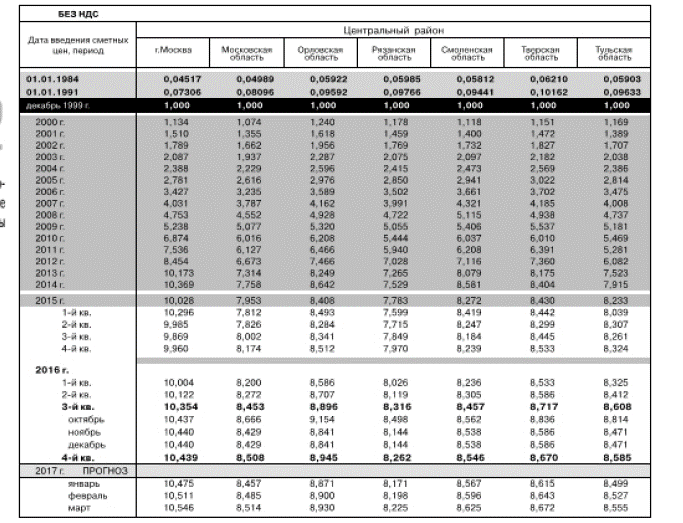 БЕЗ НДС
Дата введения сметных цен, период
Центральный район
г.Москва Московская область Орловская область Рязанская область Смоленская область Тверская область Тульская область
01.01.1984 0,04517 0,04989 0,05922 0,05985 0,05812 0,06210 0,05903
01.01.1991 0,07306 0,08096 0,09592 0,09766 0,09441 0,10162 0,09633
декабрь 1999 г. 1,000 1,000 1,000 1,000 1,000 1,000 1,000
2000 г. 1,134 1,074 1,240 1,178 1,118 1,151 1,169
2001 г. 1,510 1,355 1,618 1,459 1,400 1,472 1,389
2002 г. 1,789 1,662 1,956 1,769 1,732 1,827 1,707
2003 г. 2,087 1,937 2,287 2,075 2,097 2,182 2,038
2004 г. 2,388 2,229 2,596 2,415 2,473 2,569 2,386
2005 г. 2,781 2,616 2,976 2,850 2,941 3,022 2,814
2006 г. 3,427 3,235 3,589 3,502 3,661 3,702 3,475
2007 г. 4,031 3,787 4,162 3,991 4,321 4,185 4,008
2008 г. 4,753 4,552 4,928 4,722 5,115 4,938 4,737
2009 г. 5,238 5,077 5,320 5,055 5,406 5,537 5,181
2010 г. 6,874 6,016 6,208 5,444 6,037 6,010 5,469
2011 г. 7,536 6,127 6,466 5,940 6,208 6,391 5,281
2012 г. 8,454 6,673 7,466 7,028 7,116 7,360 6,082
2013 г. 10,173 7,314 8,249 7,265 8,079 8,175 7,523
2014 г. 10,369 7,758 8,642 7,529 8,581 8,404 7,915
2015 г. 10,028 7,953 8,408 7,783 8,272 8,430 8,233
1-й кв. 10,296 7,812 8,493 7,599 8,419 8,442 8,039
2-й кв. 9,985 7,826 8,284 7,715 8,247 8,299 8,307
3-й кв. 9,869 8,002 8,341 7,849 8,184 8,445 8,261
4-й кв. 9,960 8,174 8,512 7,970 8,239 8,533 8,324
2016 г.
1-й кв. 10,004 8,200 8,586 8,026 8,236 8,533 8,325
2-й кв. 10,122 8,272 8,707 8,119 8,305 8,586 8,412
3-й кв. 10,354 8,453 8,896 8,316 8,457 8,717 8,608
октябрь 10,437 8,666 9,154 8,498 8,562 8,836 8,814
ноябрь 10,440 8,429 8,841 8,144 8,538 8,586 8,471
декабрь 10,440 8,429 8,841 8,144 8,538 8,586 8,471
4-й кв. 10,439 8,508 8,945 8,262 8,546 8,670 8,585
2017 г. ПРОГНОЗ
январь 10,475 8,457 8,871 8,171 8,567 8,615 8,499
февраль 10,511 8,485 8,900 8,198 8,596 8,643 8,527
март 10,546 8,514 8,930 8,225 8,625 8,672 8,555